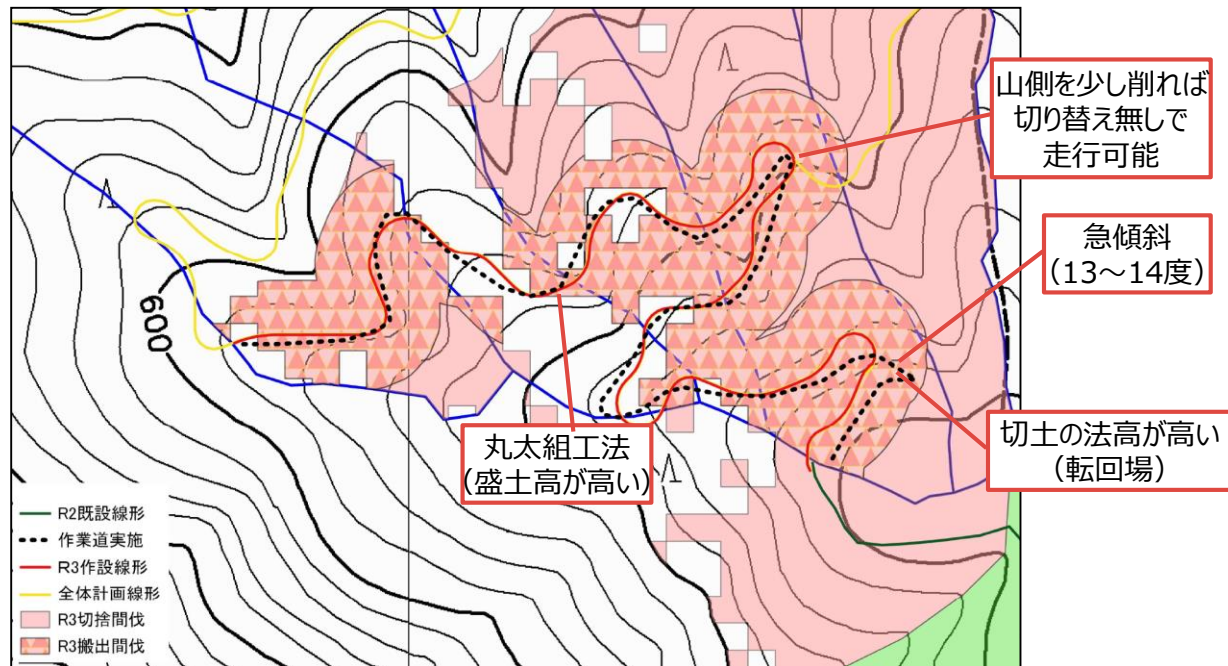 山側を少し削れば
切り替え無しで
走行可能
急傾斜
（13～14度）
切土の法高が高い
（転回場）
丸太組工法
（盛土高が高い）
600
R2既設線形
作業道実施
R3作設線形
全体計画線形
R3切捨間伐
R3搬出間伐